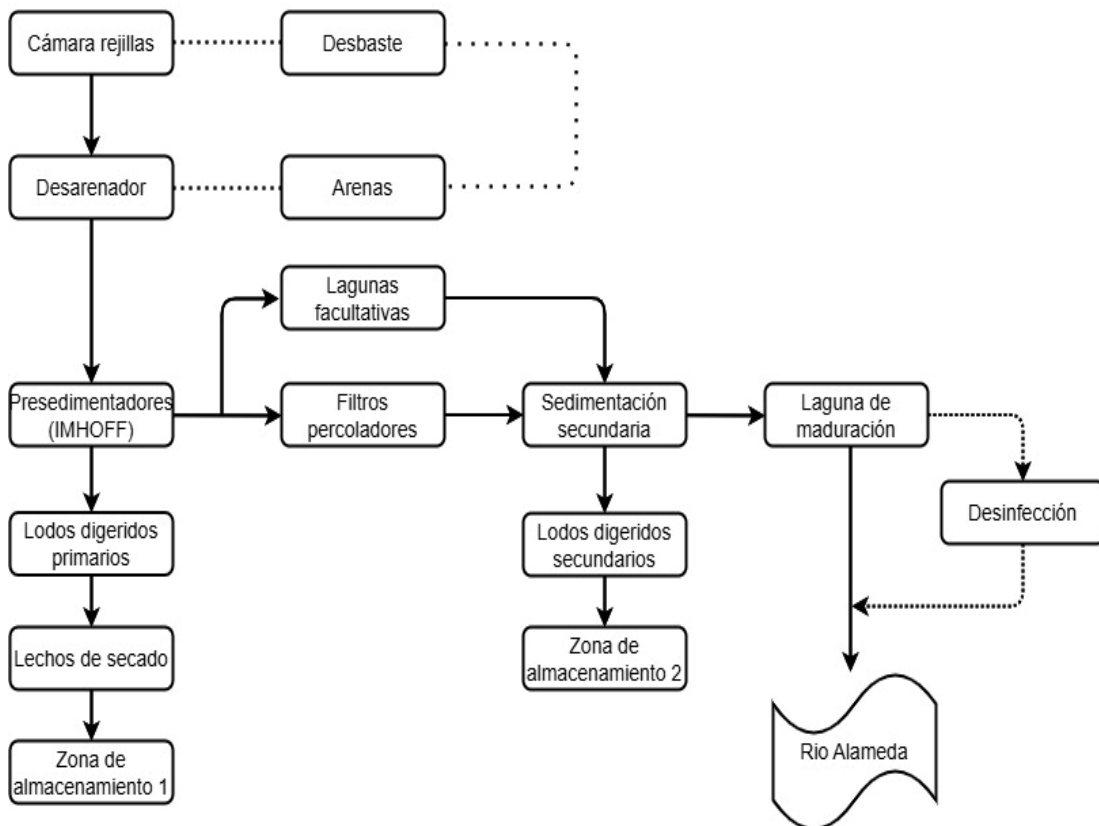 Cámara rejillas
Desbaste
Desarenador
Arenas
Lagunas
facultativas
Presedimentadores
(IMHOFF)
Filtros
percoladores
Sedimentación
secundaria
Laguna de
maduración
Desinfección
Lodos digeridos
primarios
Lodos digeridos
secundarios
Lechos de secado
Zona de
almacenamiento 2
Zona de
almacenamiento 1
Rio Alameda